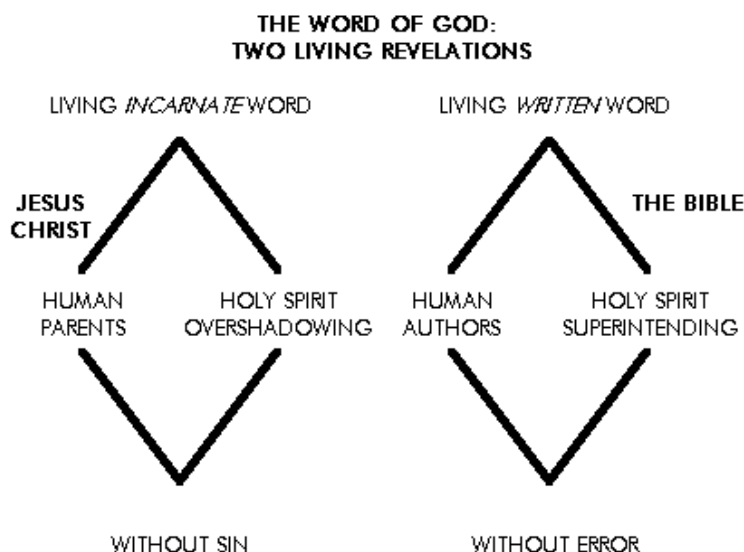 THE WORD OF GOD:
TWO LIVING REVELATIONS
LIVING INCARNATE WORD
LIVING WRITTEN WORD
JESUS
CHRIST
THE BIBLE
HUMAN
PARENTS
HOLY SPIRIT
OVERSHADOWING
HUMAN
AUTHORS
HOLY SPIRIT
SUPERINTENDING
WITHOUT SIN
WITHOUT ERROR